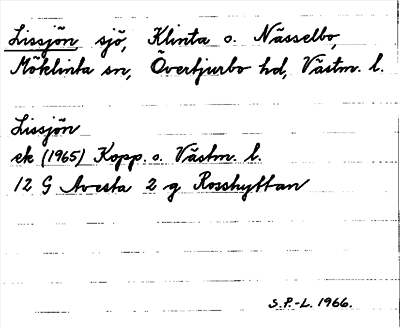 Lissjön sjö, Klinta o. Nässelbo,
Möklinta sn, Övertjurbo hd, Västm. l.
Lissjön
ek (1965) Kopp. o. Västm. l.
12 G Avesta 2 g Rosshyttan
S.P.-L. 1966.